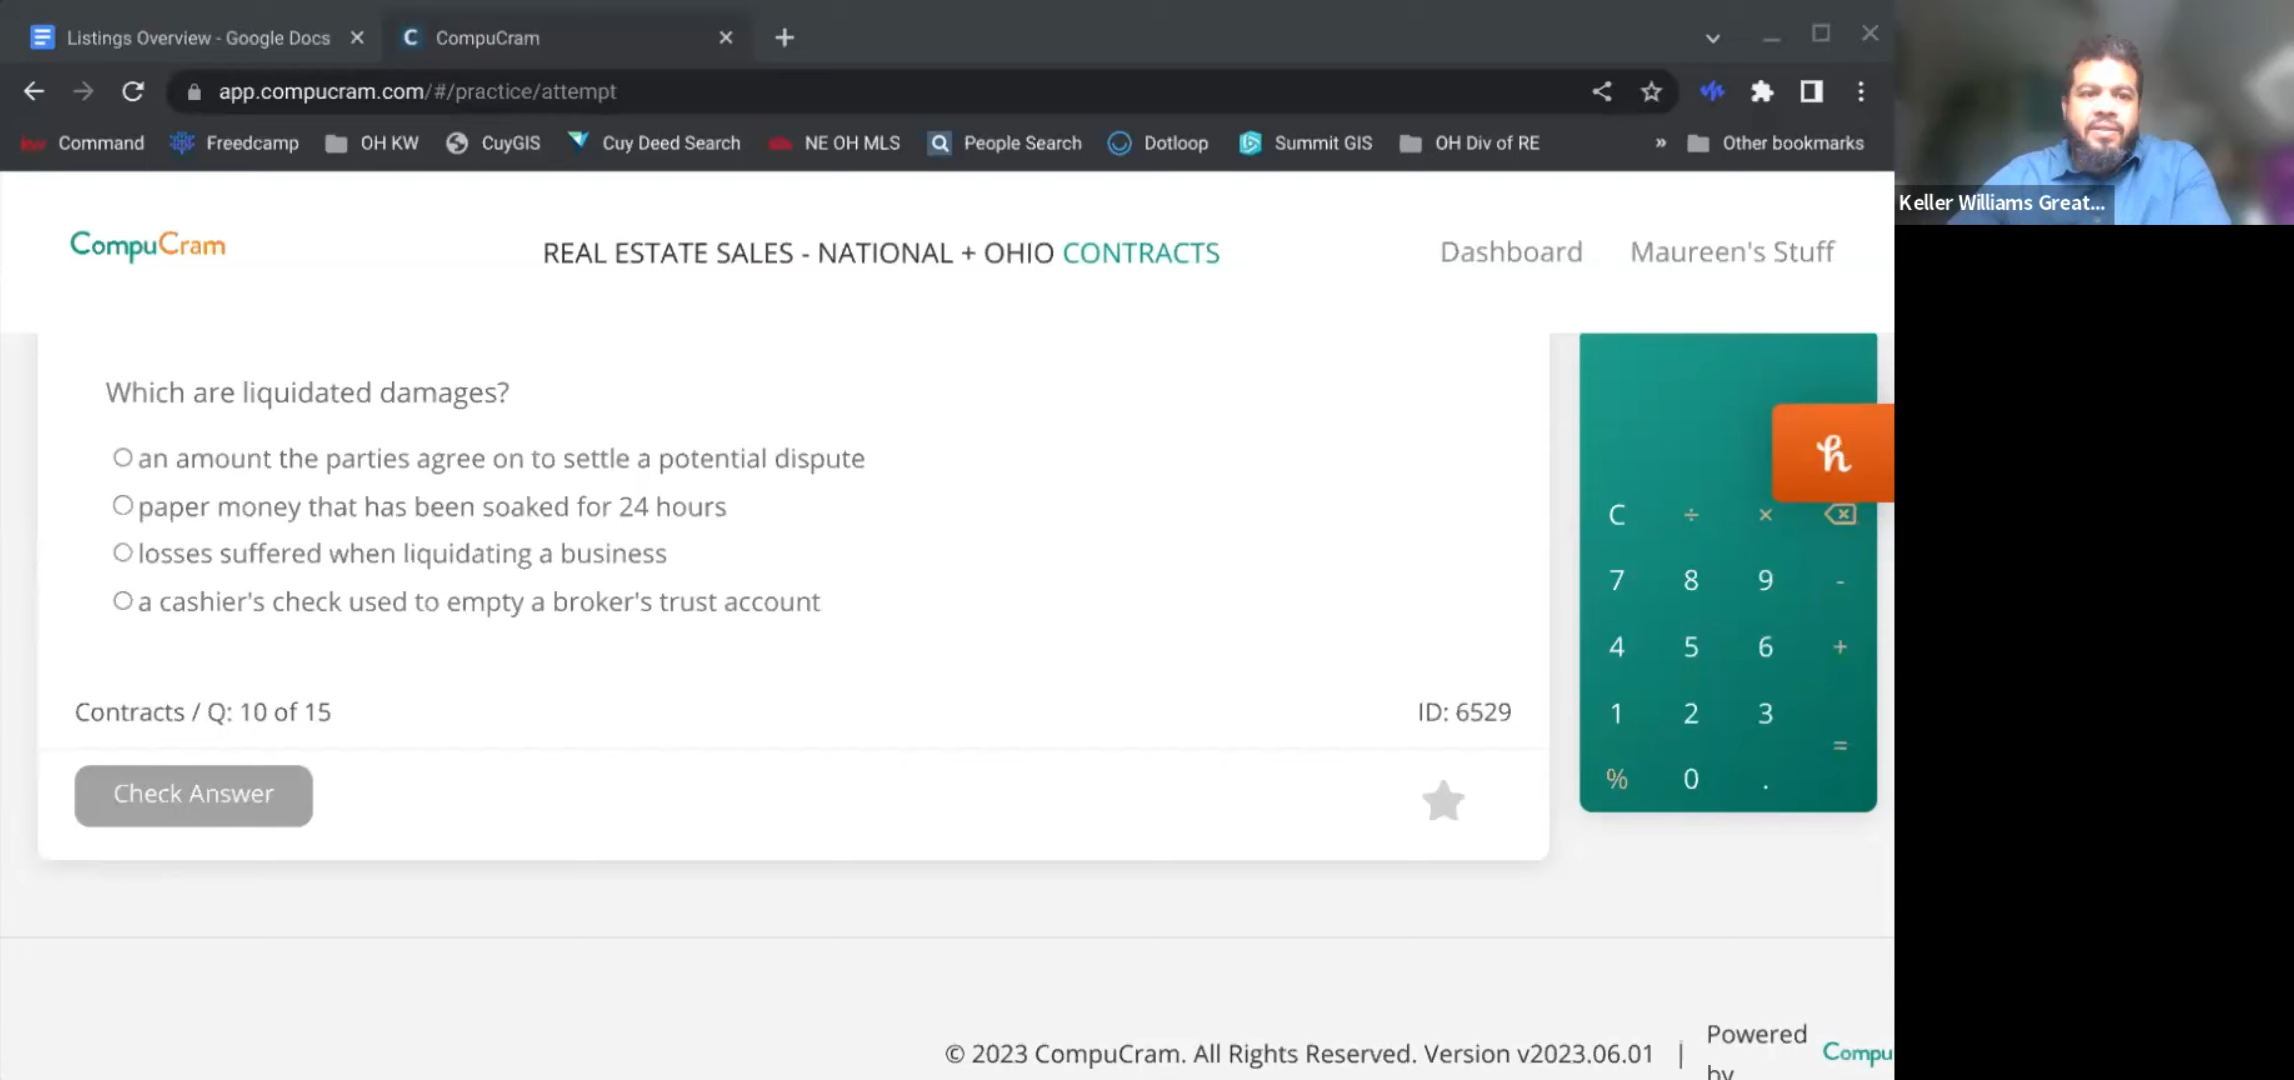 Listings Overview - Google Docs
CompuCram
app.compucram.com/#/practice/attempt
Command Freedcamp OH KW CuyGIS Cuy Deed Search NE OH MLS People Search Dotloop Summit GIS OH Div of RE » Other bookmarks
Keller Williams Great...
CompuCram
REAL ESTATE SALES - NATIONAL + OHIO CONTRACTS
Dashboard Maureen's Stuff
Which are liquidated damages?
an amount the parties agree on to settle a potential dispute
paper money that has been soaked for 24 hours
losses suffered when liquidating a business
a cashier's check used to empty a broker's trust account
Contracts / Q: 10 of 15
ID: 6529
Check Answer
h
C ÷ ×
7 8 9 -
4 5 6 +
1 2 3
=
% 0 .
© 2023 CompuCram. All Rights Reserved. Version v2023.06.01 | Powered by Compu